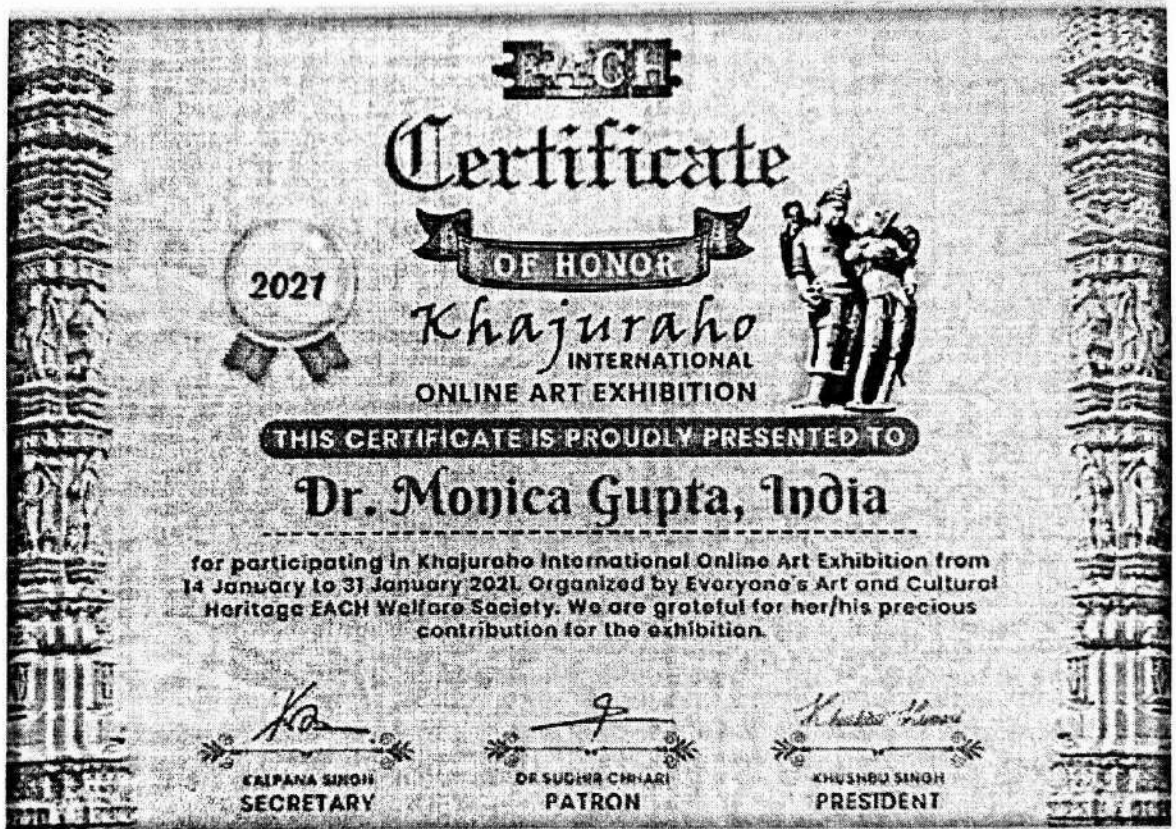 EACH
Certificate
OF HONOR
2021
Khajuraho
INTERNATIONAL
ONLINE ART EXHIBITION
THIS CERTIFICATE IS PROUDLY PRESENTED TO
Dr. Monica Gupta, India
for participating in Khajuraho International Online Art Exhibition from
14 January to 31 January 2021. Organized by Everyone's Art and Cultural
Heritage EACH Welfare Society. We are grateful for her/his precious
contribution for the exhibition.
KALPANA SINGH
SECRETARY
DR SUDHIR CHHARI
PATRON
KHUSHBU SINGH
PRESIDENT